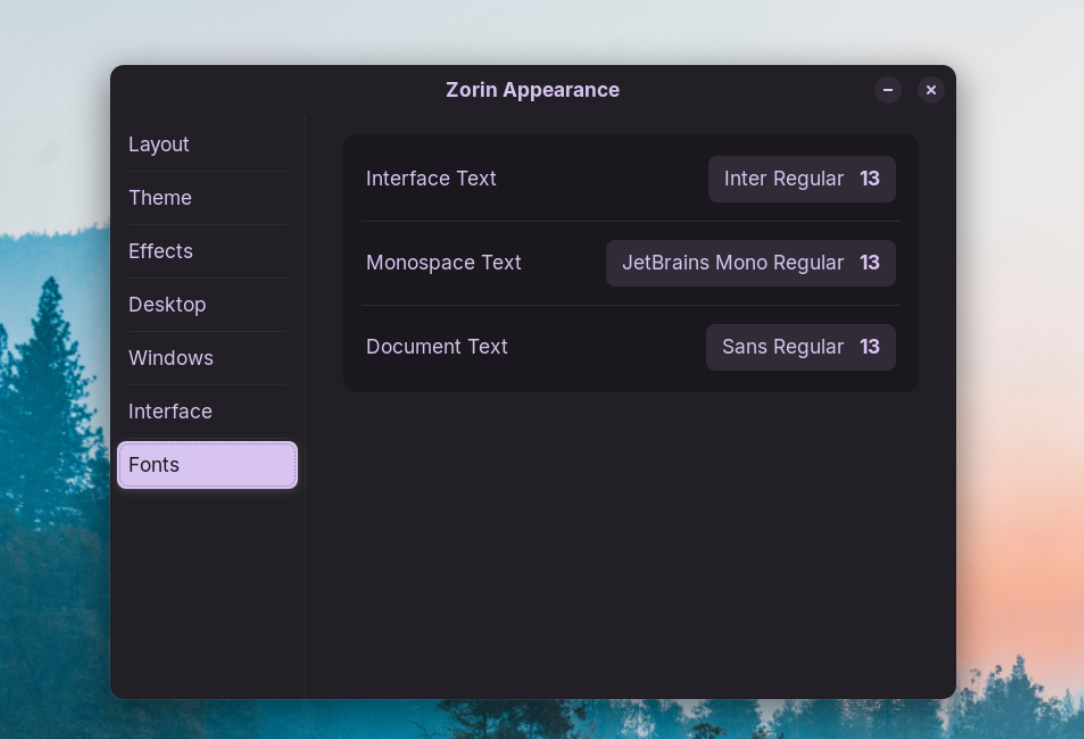 Zorin Appearance
Layout
Theme
Effects
Desktop
Windows
Interface
Fonts
Interface Text Inter Regular 13
Monospace Text JetBrains Mono Regular 13
Document Text Sans Regular 13